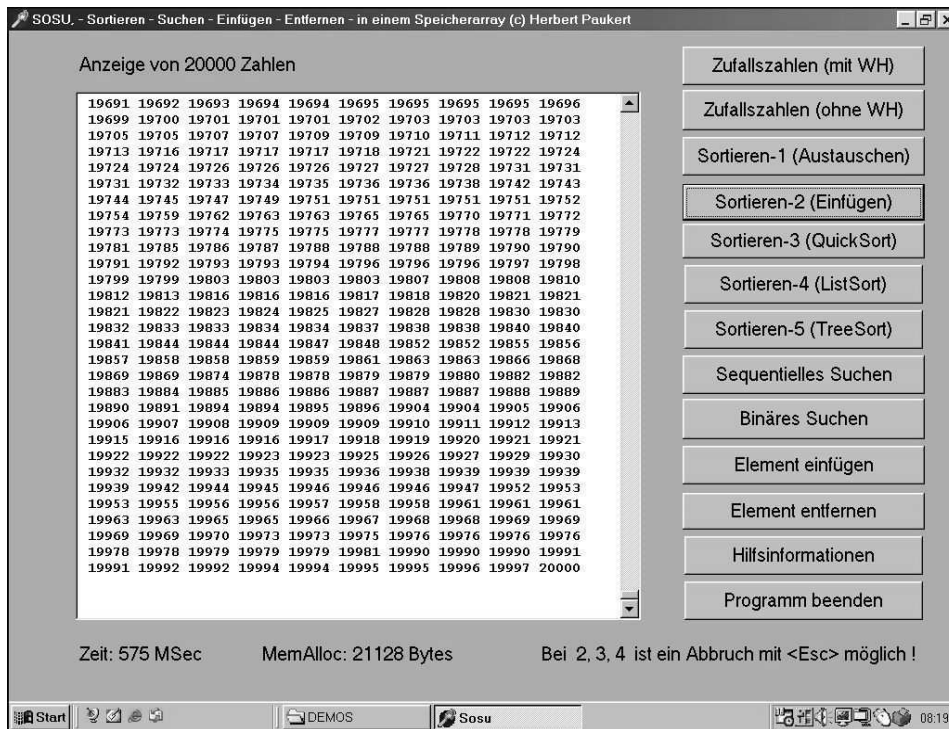 SOSU, - Sortieren - Suchen - Einfügen - Entfernen - in einem Speicherarray (c) Herbert Paukert
Anzeige von 20000 Zahlen
19691 19692 19693 19694 19694 19695 19695 19695 19695 19696
19699 19700 19701 19701 19701 19702 19703 19703 19703 19703
19705 19705 19707 19707 19709 19709 19710 19711 19712 19712
19713 19716 19717 19717 19717 19718 19721 19722 19722 19724
19724 19724 19726 19726 19726 19727 19727 19728 19731 19731
19731 19732 19733 19734 19735 19736 19736 19738 19742 19743
19744 19745 19747 19749 19751 19751 19751 19751 19751 19752
19754 19759 19762 19763 19763 19765 19765 19770 19771 19772
19773 19773 19774 19775 19775 19777 19777 19778 19778 19779
19781 19785 19786 19787 19788 19788 19788 19789 19790 19790
19791 19792 19793 19793 19794 19796 19796 19796 19797 19798
19799 19799 19803 19803 19803 19803 19807 19808 19808 19810
19812 19813 19816 19816 19816 19817 19818 19820 19821 19821
19821 19822 19823 19824 19825 19827 19828 19828 19830 19830
19832 19833 19833 19834 19834 19837 19838 19838 19840 19840
19841 19844 19844 19844 19847 19848 19852 19852 19855 19856
19857 19858 19858 19859 19859 19861 19863 19863 19866 19868
19869 19869 19874 19878 19878 19879 19879 19880 19882 19882
19883 19884 19885 19886 19886 19887 19887 19887 19888 19889
19890 19891 19894 19894 19895 19896 19904 19904 19905 19906
19906 19907 19908 19909 19909 19909 19910 19911 19912 19913
19915 19916 19916 19916 19917 19918 19919 19920 19921 19921
19922 19922 19922 19923 19923 19925 19926 19927 19929 19930
19932 19932 19933 19935 19935 19936 19938 19939 19939 19939
19939 19942 19944 19945 19946 19946 19946 19947 19952 19953
19953 19955 19956 19956 19957 19958 19958 19961 19961 19961
19963 19963 19965 19965 19966 19967 19968 19968 19969 19969
19969 19969 19970 19973 19973 19975 19976 19976 19976 19976
19978 19978 19979 19979 19979 19981 19990 19990 19990 19991
19991 19992 19992 19994 19994 19995 19995 19996 19997 20000
Zufallszahlen (mit WH)
Zufallszahlen (ohne WH)
Sortieren-1 (Austauschen)
Sortieren-2 (Einfügen)
Sortieren-3 (QuickSort)
Sortieren-4 (ListSort)
Sortieren-5 (TreeSort)
Sequentielles Suchen
Binäres Suchen
Element einfügen
Element entfernen
Hilfsinformationen
Programm beenden
Zeit: 575 MSec MemAlloc: 21128 Bytes Bei 2, 3, 4 ist ein Abbruch mit <Esc> möglich !
Start DEMOS Sosu 08:19